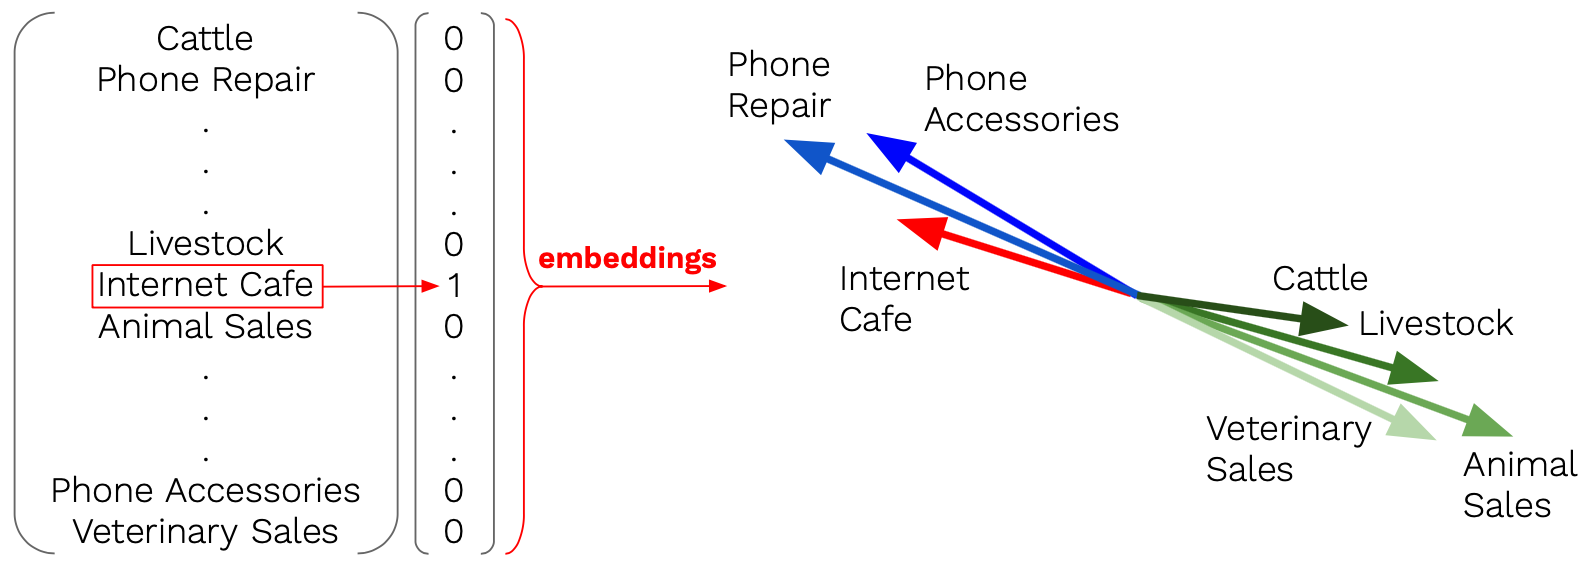 Cattle 0
Phone Repair 0
. .
. .
. .
Livestock 0
Internet Cafe 1
Animal Sales 0
. .
. .
. .
Phone Accessories 0
Veterinary Sales 0
embeddings
Phone
Repair
Phone
Accessories
Internet
Cafe
Cattle
Livestock
Veterinary
Sales
Animal
Sales